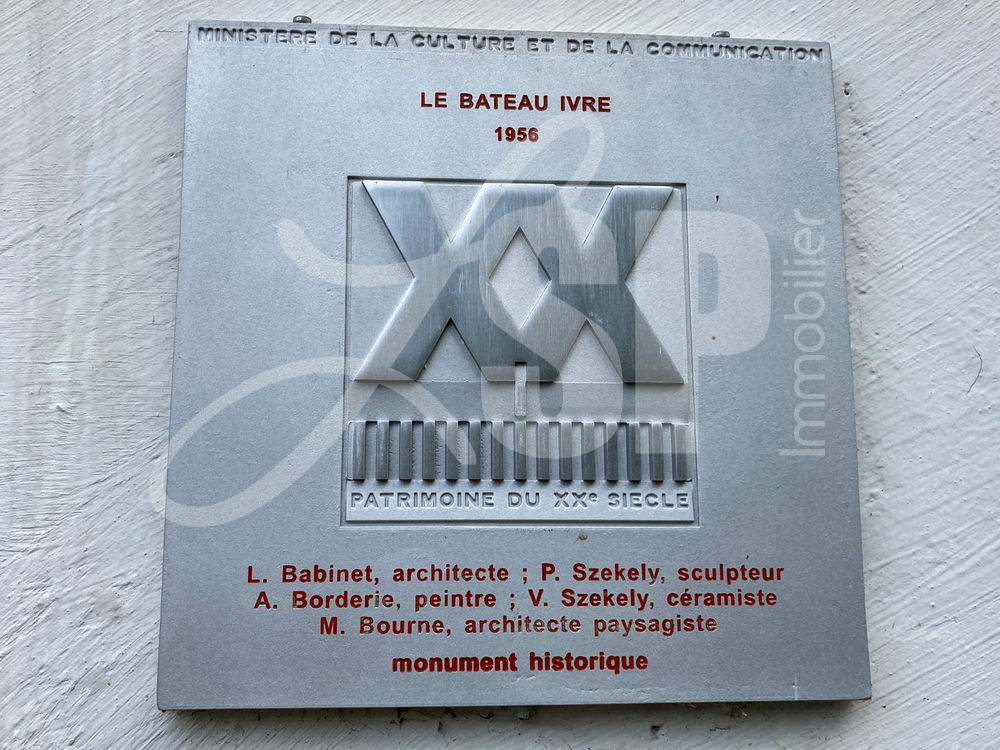 MINISTERE DE LA CULTURE ET DE LA COMMUNICATION
LE BATEAU IVRE
1956
XX
PATRIMOINE DU XXe SIECLE
L. Babinet, architecte ; P. Szekely, sculpteur
A. Borderie, peintre ; V. Szekely, céramiste
M. Bourne, architecte paysagiste
monument historique
LSP
Immobilier